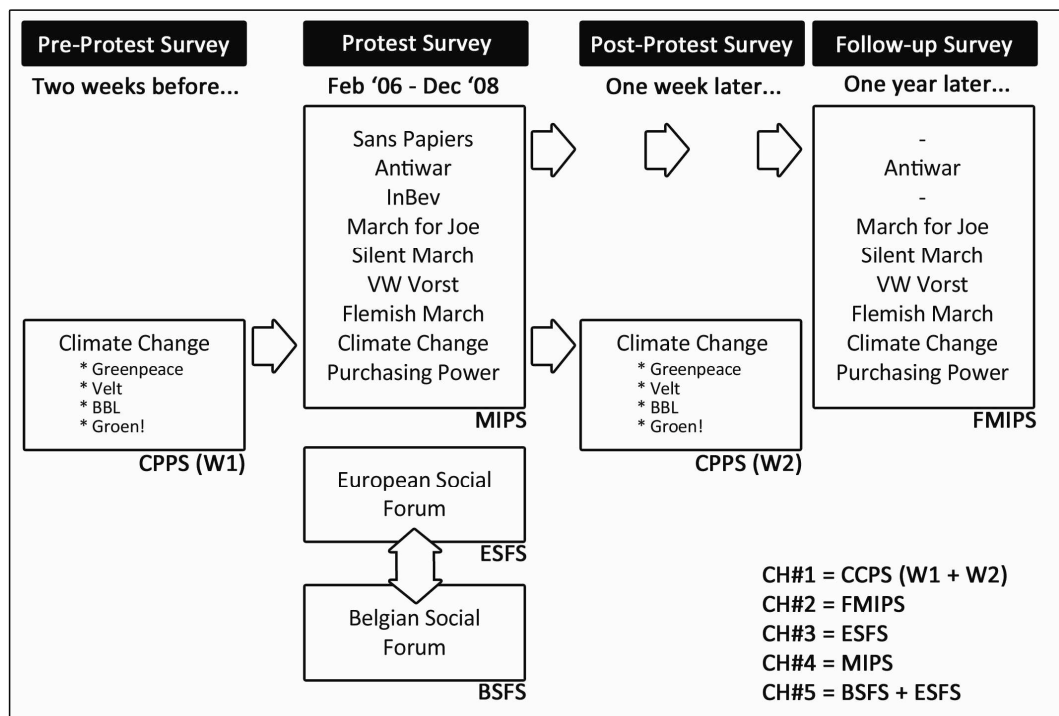 Pre-Protest Survey
Two weeks before...
Climate Change
* Greenpeace
* Velt
* BBL
* Groen!
CPPS (W1)
Protest Survey
Feb ‘06 - Dec ‘08
Sans Papiers
Antiwar
InBev
March for Joe
Silent March
VW Vorst
Flemish March
Climate Change
Purchasing Power
MIPS
European Social
Forum
ESFS
Belgian Social
Forum
BSFS
Post-Protest Survey
One week later...
Climate Change
* Greenpeace
* Velt
* BBL
* Groen!
CPPS (W2)
Follow-up Survey
One year later...
-
Antiwar
-
March for Joe
Silent March
VW Vorst
Flemish March
Climate Change
Purchasing Power
FMIPS
CH#1 = CCPS (W1 + W2)
CH#2 = FMIPS
CH#3 = ESFS
CH#4 = MIPS
CH#5 = BSFS + ESFS